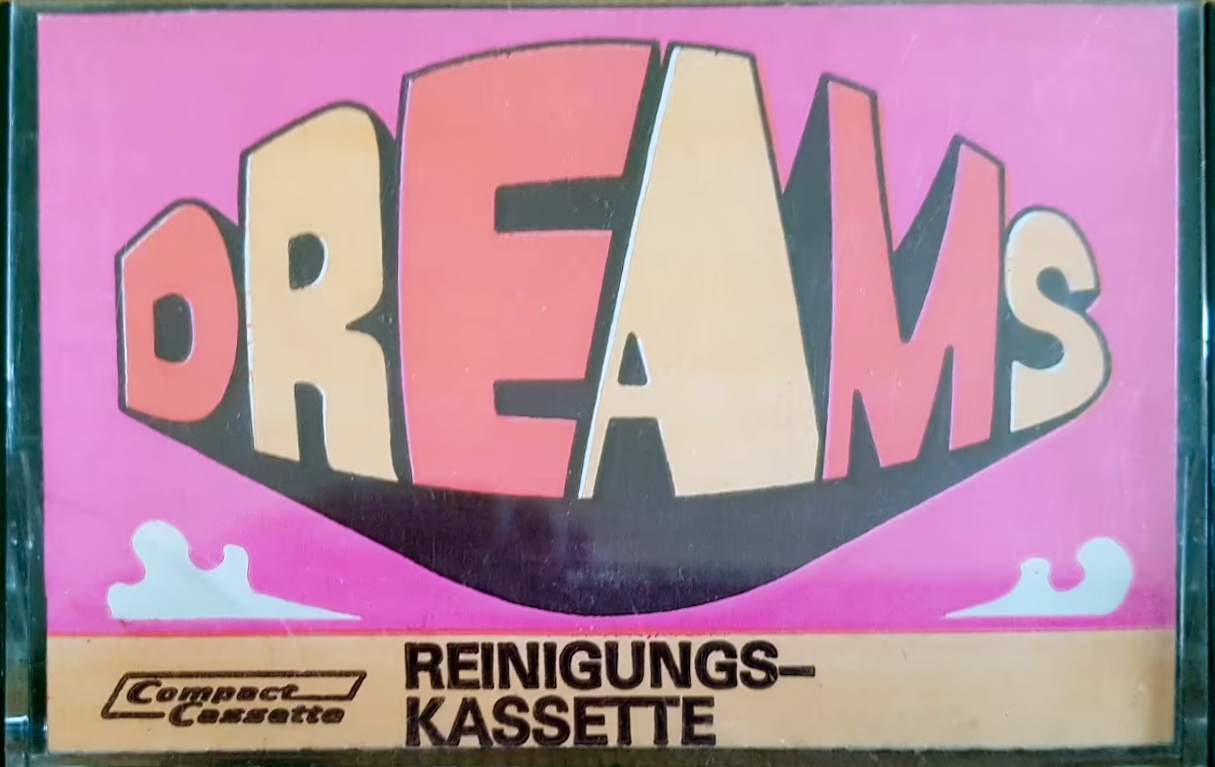 DREAMS
Compact
Cassette
REINIGUNGS-
KASSETTE